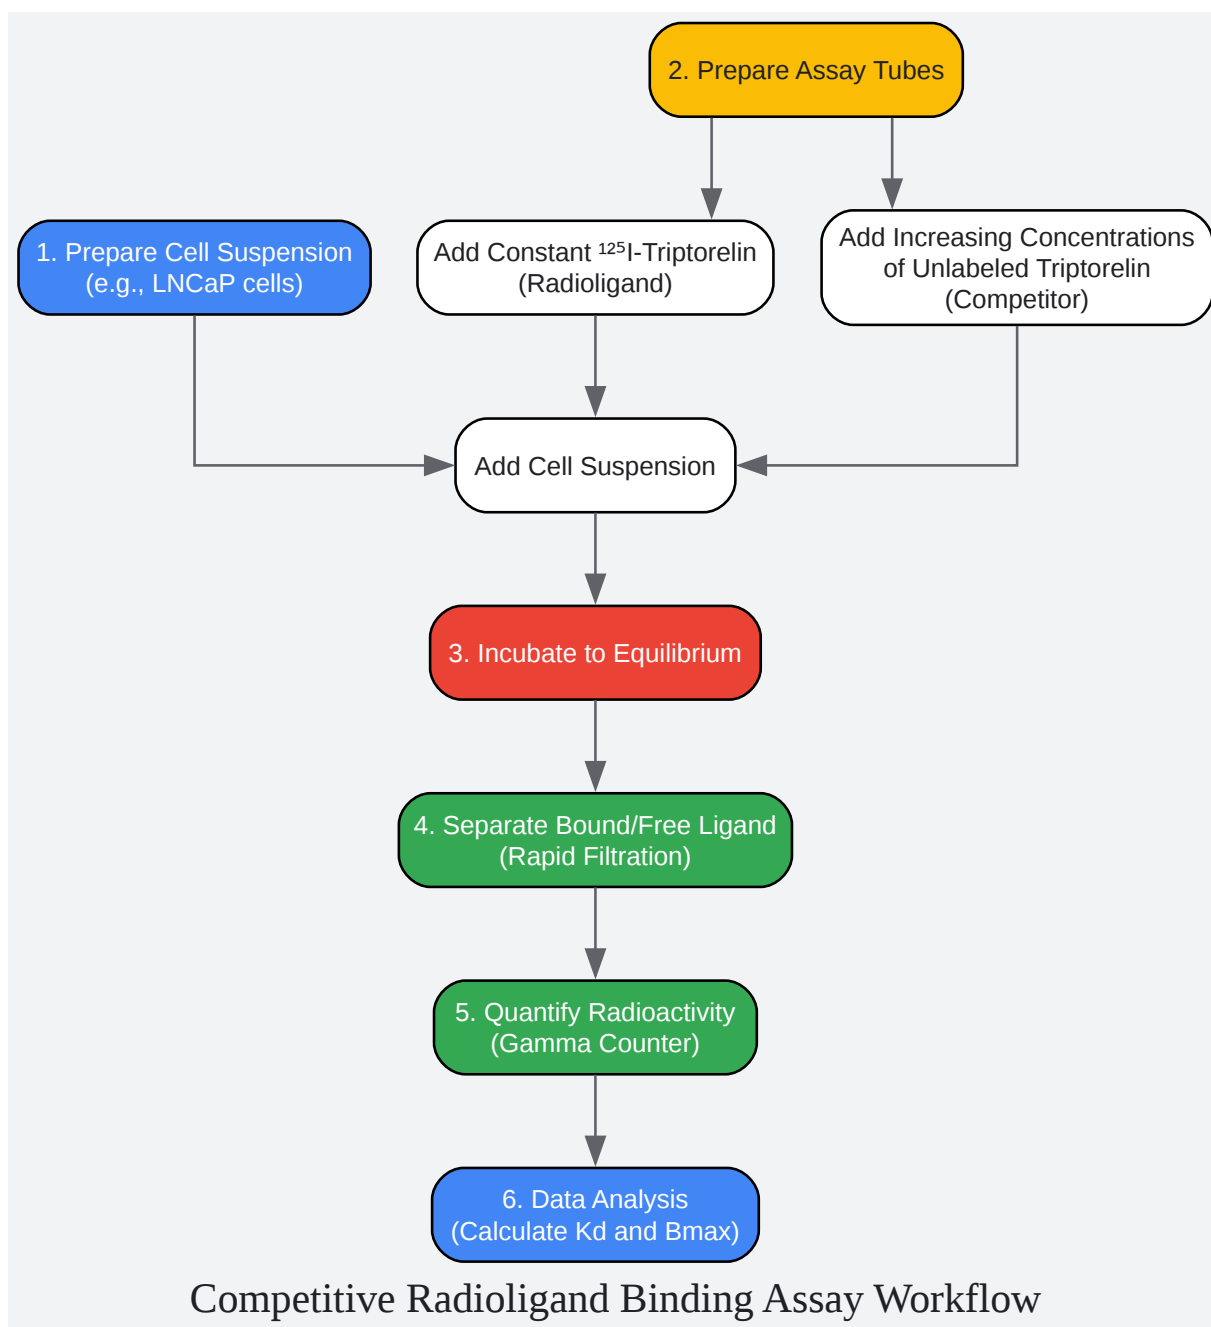 2. Prepare Assay Tubes
1. Prepare Cell Suspension
(e.g., LNCaP cells)
Add Constant ¹²⁵I-Triptorelin
(Radioligand)
Add Increasing Concentrations
of Unlabeled Triptorelin
(Competitor)
Add Cell Suspension
3. Incubate to Equilibrium
4. Separate Bound/Free Ligand
(Rapid Filtration)
5. Quantify Radioactivity
(Gamma Counter)
6. Data Analysis
(Calculate Kd and Bmax)
Competitive Radioligand Binding Assay Workflow